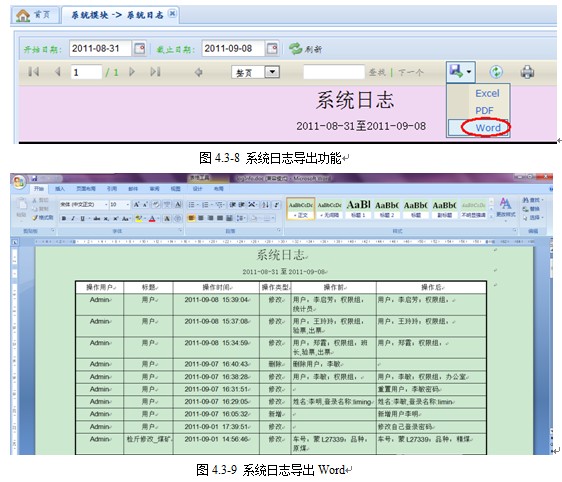 首页 系统模块 -> 系统日志
开始日期: 2011-08-31 截止日期: 2011-09-08 刷新
1 / 1 整页 查找 | 下一个
系统日志
2011-08-31至2011-09-08
Excel
PDF
Word
图 4.3-8 系统日志导出功能
开始 插入 页面布局 引用 邮件 审阅 视图 设计 布局
系统日志
2011-08-31至2011-09-08
操作用户 标题 操作时间 操作类型 操作前 操作后
Admin 用户 2011-09-08 15:39:04 修改 用户,李启芳;权限组,统计员 用户,李启芳;权限组,
Admin 用户 2011-09-08 15:37:08 修改 用户,王玲玲;权限组,验票,出票 用户,王玲玲;权限组,
Admin 用户 2011-09-08 15:34:59 修改 用户,郑霞;权限组,班长,验票,出票 用户,郑霞;权限组,
Admin 用户 2011-09-07 16:40:43 删除 删除用户,李敏
Admin 用户 2011-09-07 16:38:28 修改 用户,李敏;权限组, 用户,李敏;权限组,办公室
Admin 用户 2011-09-07 16:31:51 修改 重置用户,李敏密码
Admin 用户 2011-09-07 16:29:05 修改 姓名:李明,登录名称:timing 姓名:李敏,登录名称:limin
Admin 用户 2011-09-07 16:05:32 新增 新增用户李明
Admin 用户 2011-09-01 17:39:51 修改 修改自己登录密码
Admin 检斤修改_煤矿 2011-09-01 14:56:46 修改 车号,蒙L27339;品种,原煤 车号,蒙L27339;品种,精煤
图 4.3-9 系统日志导出 Word